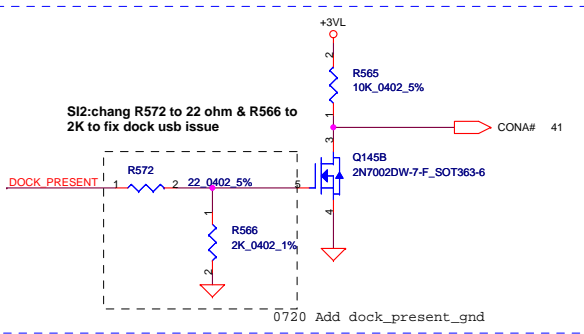 +3VL
2
R565
10K_0402_5%
1
SI2:chang R572 to 22 ohm & R566 to
2K to fix dock usb issue
CONA# 41
3
Q145B
2N7002DW-7-F_SOT363-6
R572
DOCK_PRESENT 1 2 22_0402_5% 5
1
4
R566
2K_0402_1%
2
0720 Add dock_present_gnd